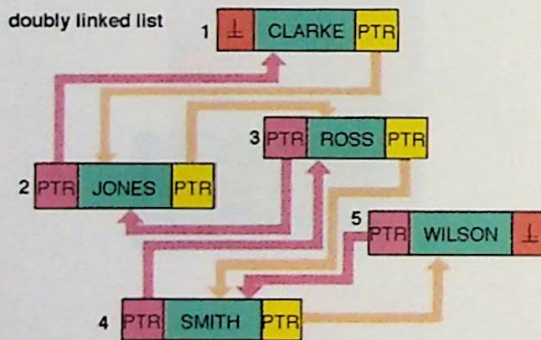 doubly linked list
1 ⊥ CLARKE PTR
3 PTR ROSS PTR
2 PTR JONES PTR
5 PTR WILSON ⊥
4 PTR SMITH PTR